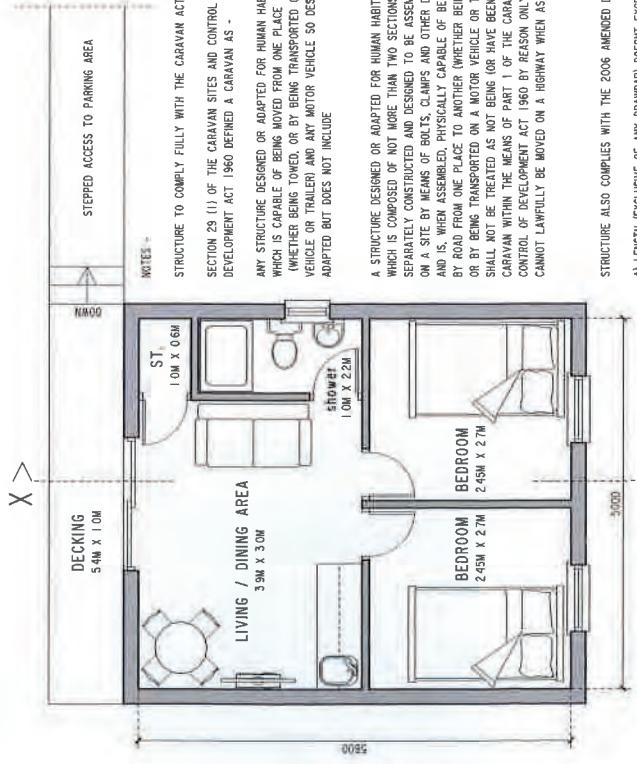 STEPPED ACCESS TO PARKING AREA
DOWN
X >
DECKING
5.4M X 1.0M
ST.
1.0M X 0.6M
shower
1.0M X 2.2M
LIVING / DINING AREA
3.9M X 3.0M
BEDROOM
2.45M X 2.7M
BEDROOM
2.45M X 2.7M
5600
5000
NOTES -
STRUCTURE TO COMPLY FULLY WITH THE CARAVAN ACT
SECTION 29 (1) OF THE CARAVAN SITES AND CONTROL
DEVELOPMENT ACT 1960 DEFINED A CARAVAN AS -
ANY STRUCTURE DESIGNED OR ADAPTED FOR HUMAN HAB
WHICH IS CAPABLE OF BEING MOVED FROM ONE PLACE
(WHETHER BEING TOWED, OR BY BEING TRANSPORTED O
VEHICLE OR TRAILER) AND ANY MOTOR VEHICLE SO DES
ADAPTED BUT DOES NOT INCLUDE
A STRUCTURE DESIGNED OR ADAPTED FOR HUMAN HABIT
WHICH IS COMPOSED OF NOT MORE THAN TWO SECTIONS
SEPARATELY CONSTRUCTED AND DESIGNED TO BE ASSEM
ON A SITE BY MEANS OF BOLTS, CLAMPS AND OTHER D
AND IS, WHEN ASSEMBLED, PHYSICALLY CAPABLE OF BE
BY ROAD FROM ONE PLACE TO ANOTHER (WHETHER BEIN
OR BY BEING TRANSPORTED ON A MOTOR VEHICLE OR T
SHALL NOT BE TREATED AS NOT BEING (OR HAVE BEEN
CARAVAN WITHIN THE MEANS OF PART 1 OF THE CARA
CONTROL OF DEVELOPMENT ACT 1960 BY REASON ONLY
CANNOT LAWFULLY BE MOVED ON A HIGHWAY WHEN AS
STRUCTURE ALSO COMPLIES WITH THE 2006 AMENDED D